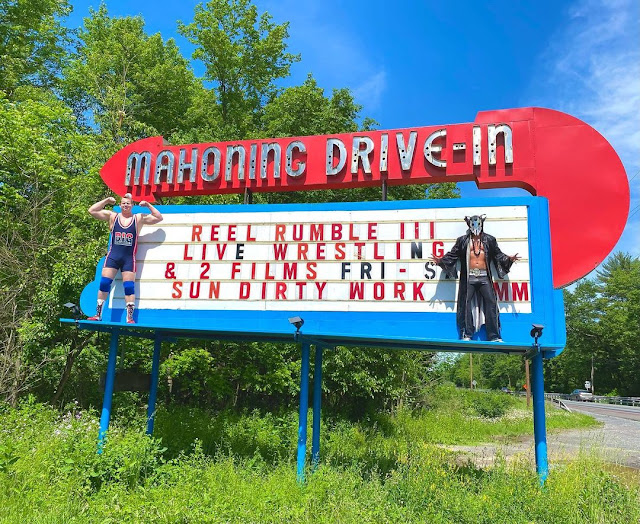 MAHONING DRIVE-IN
REEL RUMBLE III
LIVE WRESTLING
& 2 FILMS FRI-S
SUN DIRTY WORK MM